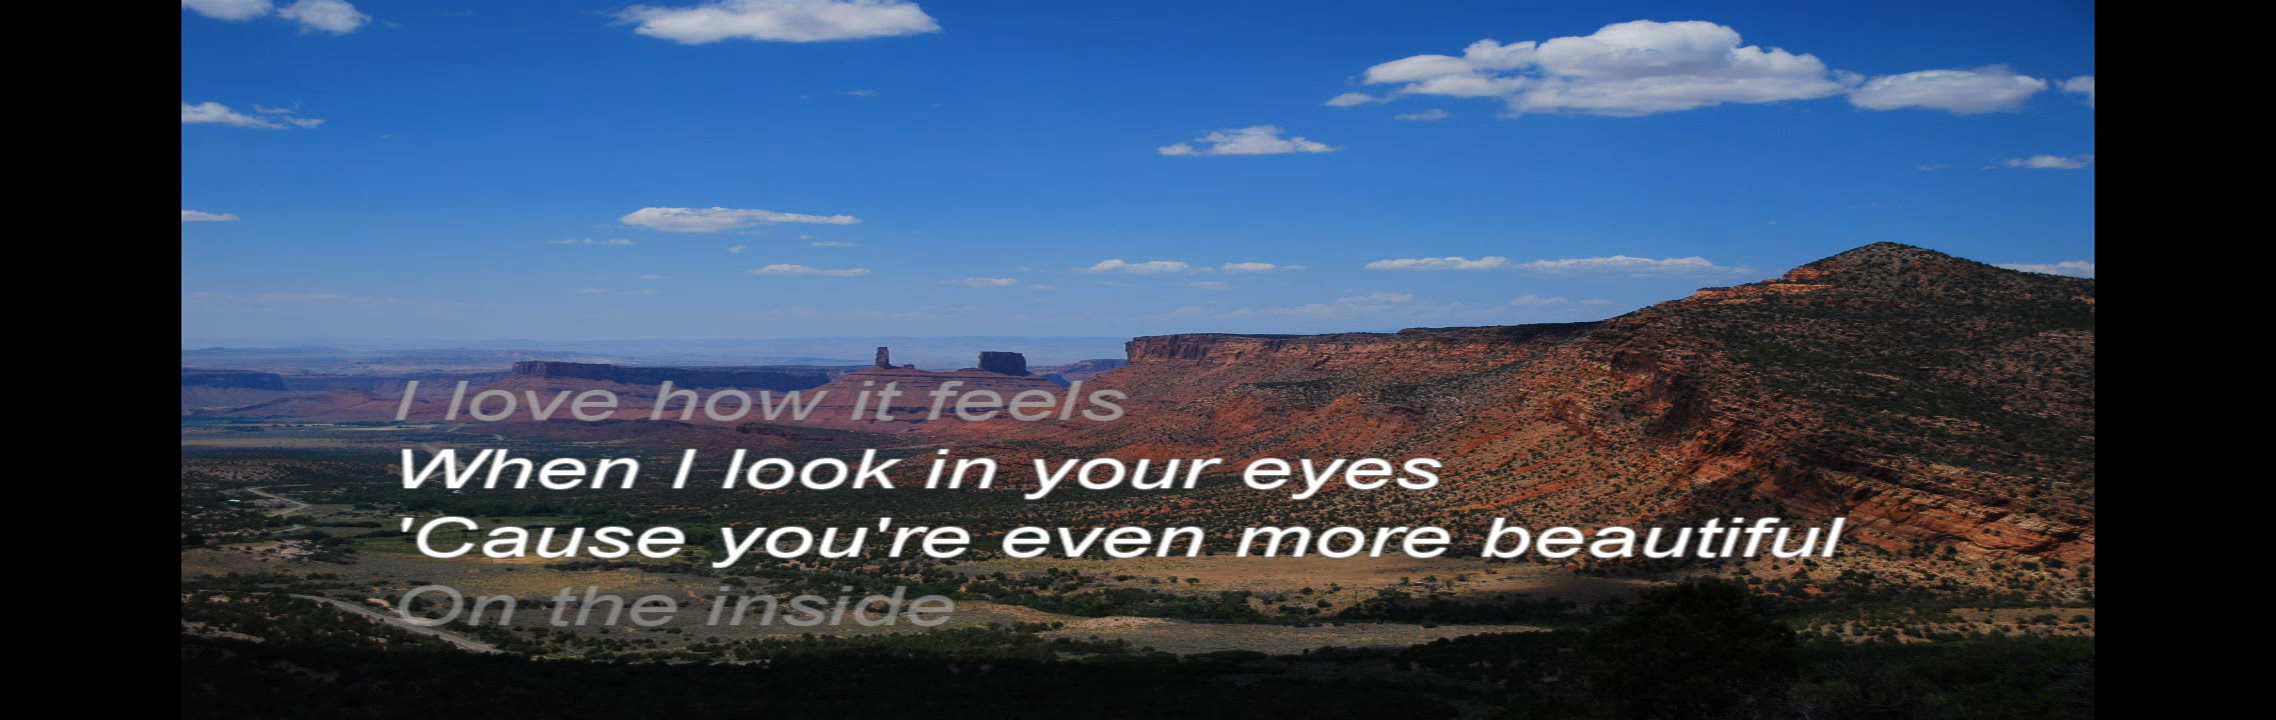 I love how it feels
When I look in your eyes
'Cause you're even more beautiful
On the inside